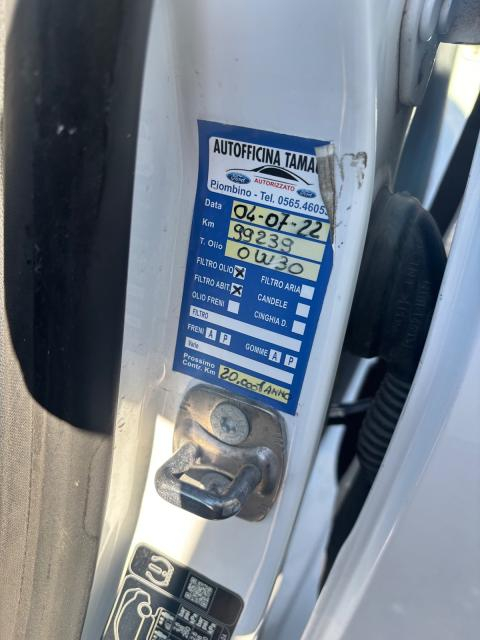 AUTOFFICINA TAMA
Ford AUTORIZZATO Ford
Piombino - Tel. 0565.4605
Data 04-07-22
Km 99239
T. Olio 0W30
FILTRO OLIO X FILTRO ARIA
FILTRO ABIT. X CANDELE
OLIO FRENI CINGHIA D.
FILTRO
FRENI A P GOMME A P
Varie
Prossimo
Contr. Km 20.000 1 ANNO